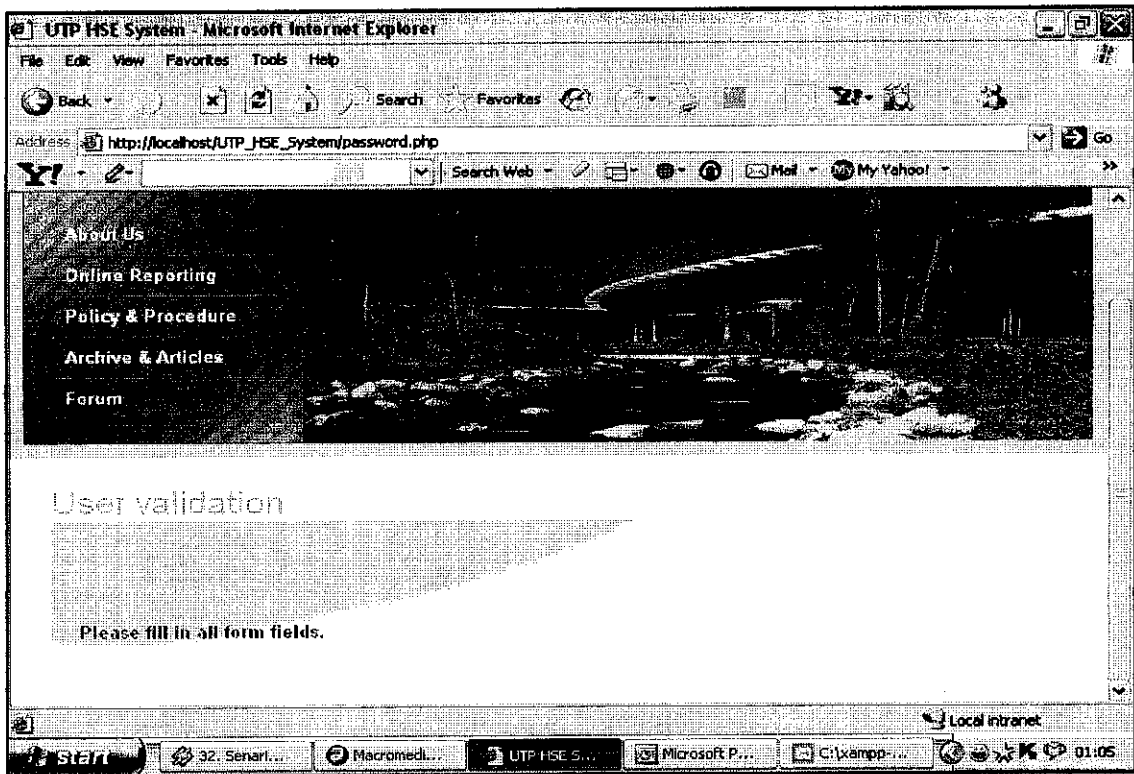 UTP HSE System - Microsoft Internet Explorer
File Edit View Favorites Tools Help
Back Search Favorites
Address http://localhost/UTP_HSE_System/password.php Go
Y! Search Web Mail My Yahoo!
About Us
Online Reporting
Policy & Procedure
Archive & Articles
Forum
User validation
Please fill in all form fields.
Local intranet
start 32. Senari... Macromedi... UTP HSE S... Microsoft P... C:\xampp-... 01:05